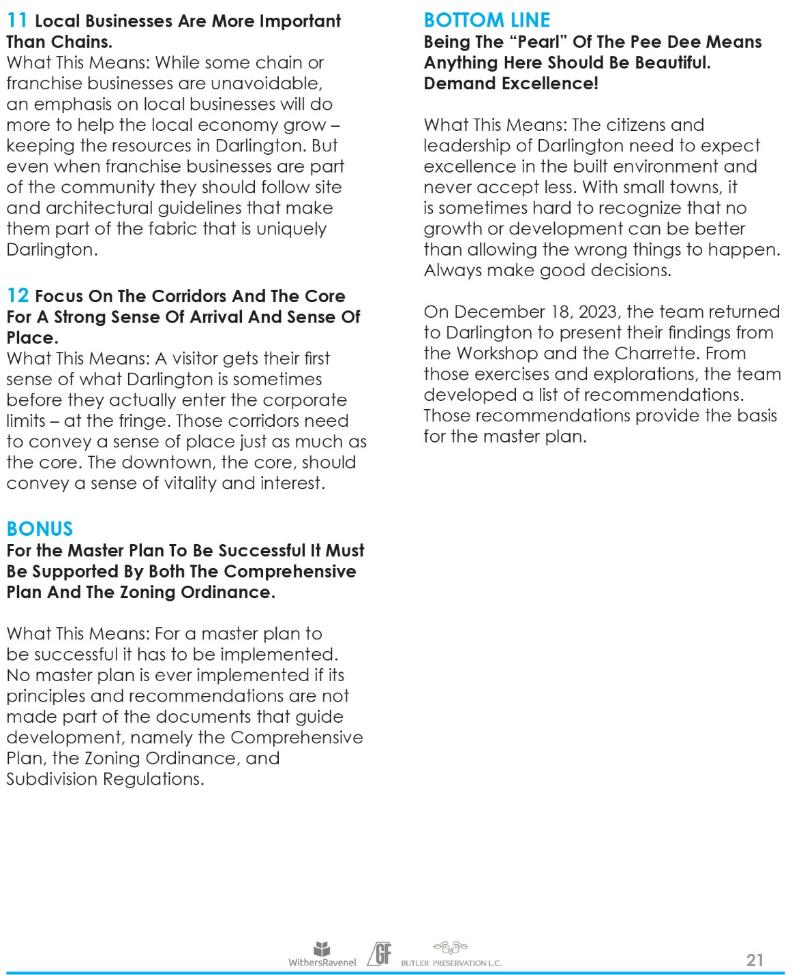 11 Local Businesses Are More Important
Than Chains.
What This Means: While some chain or
franchise businesses are unavoidable,
an emphasis on local businesses will do
more to help the local economy grow –
keeping the resources in Darlington. But
even when franchise businesses are part
of the community they should follow site
and architectural guidelines that make
them part of the fabric that is uniquely
Darlington.
12 Focus On The Corridors And The Core
For A Strong Sense Of Arrival And Sense Of
Place.
What This Means: A visitor gets their first
sense of what Darlington is sometimes
before they actually enter the corporate
limits – at the fringe. Those corridors need
to convey a sense of place just as much as
the core. The downtown, the core, should
convey a sense of vitality and interest.
BONUS
For the Master Plan To Be Successful It Must
Be Supported By Both The Comprehensive
Plan And The Zoning Ordinance.
What This Means: For a master plan to
be successful it has to be implemented.
No master plan is ever implemented if its
principles and recommendations are not
made part of the documents that guide
development, namely the Comprehensive
Plan, the Zoning Ordinance, and
Subdivision Regulations.
BOTTOM LINE
Being The “Pearl” Of The Pee Dee Means
Anything Here Should Be Beautiful.
Demand Excellence!
What This Means: The citizens and
leadership of Darlington need to expect
excellence in the built environment and
never accept less. With small towns, it
is sometimes hard to recognize that no
growth or development can be better
than allowing the wrong things to happen.
Always make good decisions.
On December 18, 2023, the team returned
to Darlington to present their findings from
the Workshop and the Charrette. From
those exercises and explorations, the team
developed a list of recommendations.
Those recommendations provide the basis
for the master plan.
WithersRavenel
AGF
BUTLER PRESERVATION L.C.
21